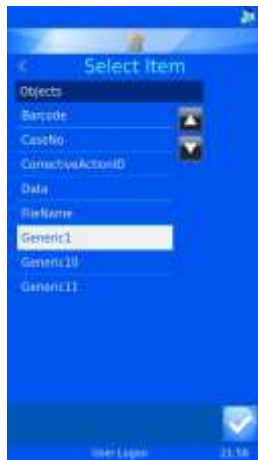 Select Item
Objects
Barcode
CaseNo
CorrectiveActionID
Data
FileName
Generic1
Generic10
Generic11
User Logon
21:58